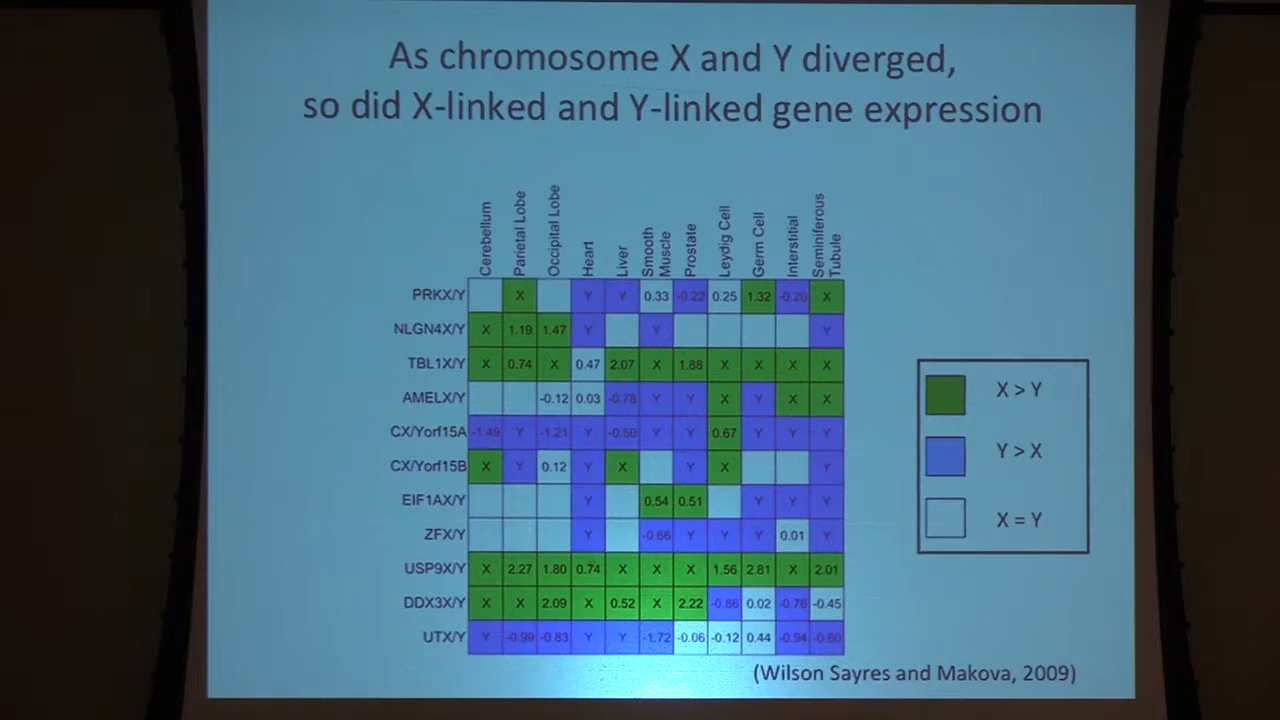 As chromosome X and Y diverged,
so did X-linked and Y-linked gene expression
Cerebellum
Parietal Lobe
Occipital Lobe
Heart
Liver
Smooth
Muscle
Prostate
Leydig Cell
Germ Cell
Interstitial
Seminiferous
Tubule
PRKX/Y X Y Y 0.33 -0.22 0.25 1.32 -0.20 X
NLGN4X/Y X 1.19 1.47 Y Y Y
TBL1X/Y X 0.74 X 0.47 2.07 X 1.88 X X X X
AMELX/Y -0.12 0.03 -0.78 Y Y X Y X X
CX/Yorf15A -1.49 Y -1.21 Y -0.50 Y Y 0.67 Y Y Y
CX/Yorf15B X Y 0.12 Y X Y X Y
EIF1AX/Y Y 0.54 0.51 Y Y Y
ZFX/Y Y -0.66 Y Y Y 0.01 Y
USP9X/Y X 2.27 1.80 0.74 X X X 1.56 2.81 X 2.01
DDX3X/Y X X 2.09 X 0.52 X 2.22 -0.86 0.02 -0.76 -0.45
UTX/Y Y -0.99 -0.83 Y Y -1.72 -0.06 -0.12 0.44 -0.94 -0.60
X > Y
Y > X
X = Y
(Wilson Sayres and Makova, 2009)